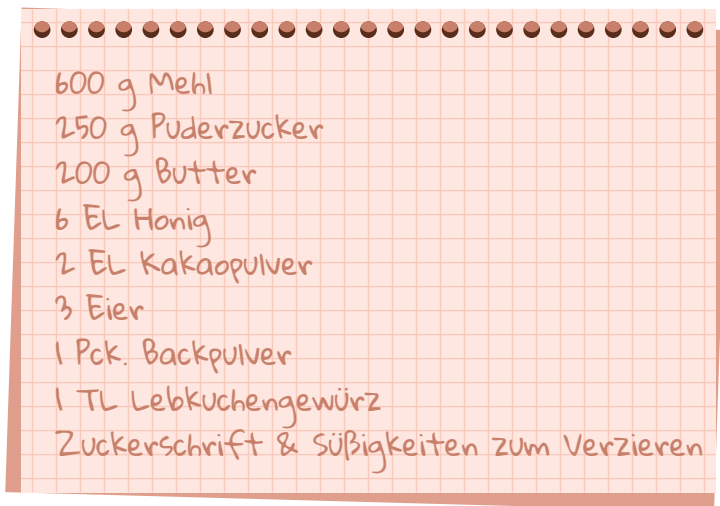 600 g Mehl
250 g Puderzucker
200 g Butter
6 EL Honig
2 EL Kakaopulver
3 Eier
1 Pck. Backpulver
1 TL Lebkuchengewürz
Zuckerschrift & Süßigkeiten zum Verzieren